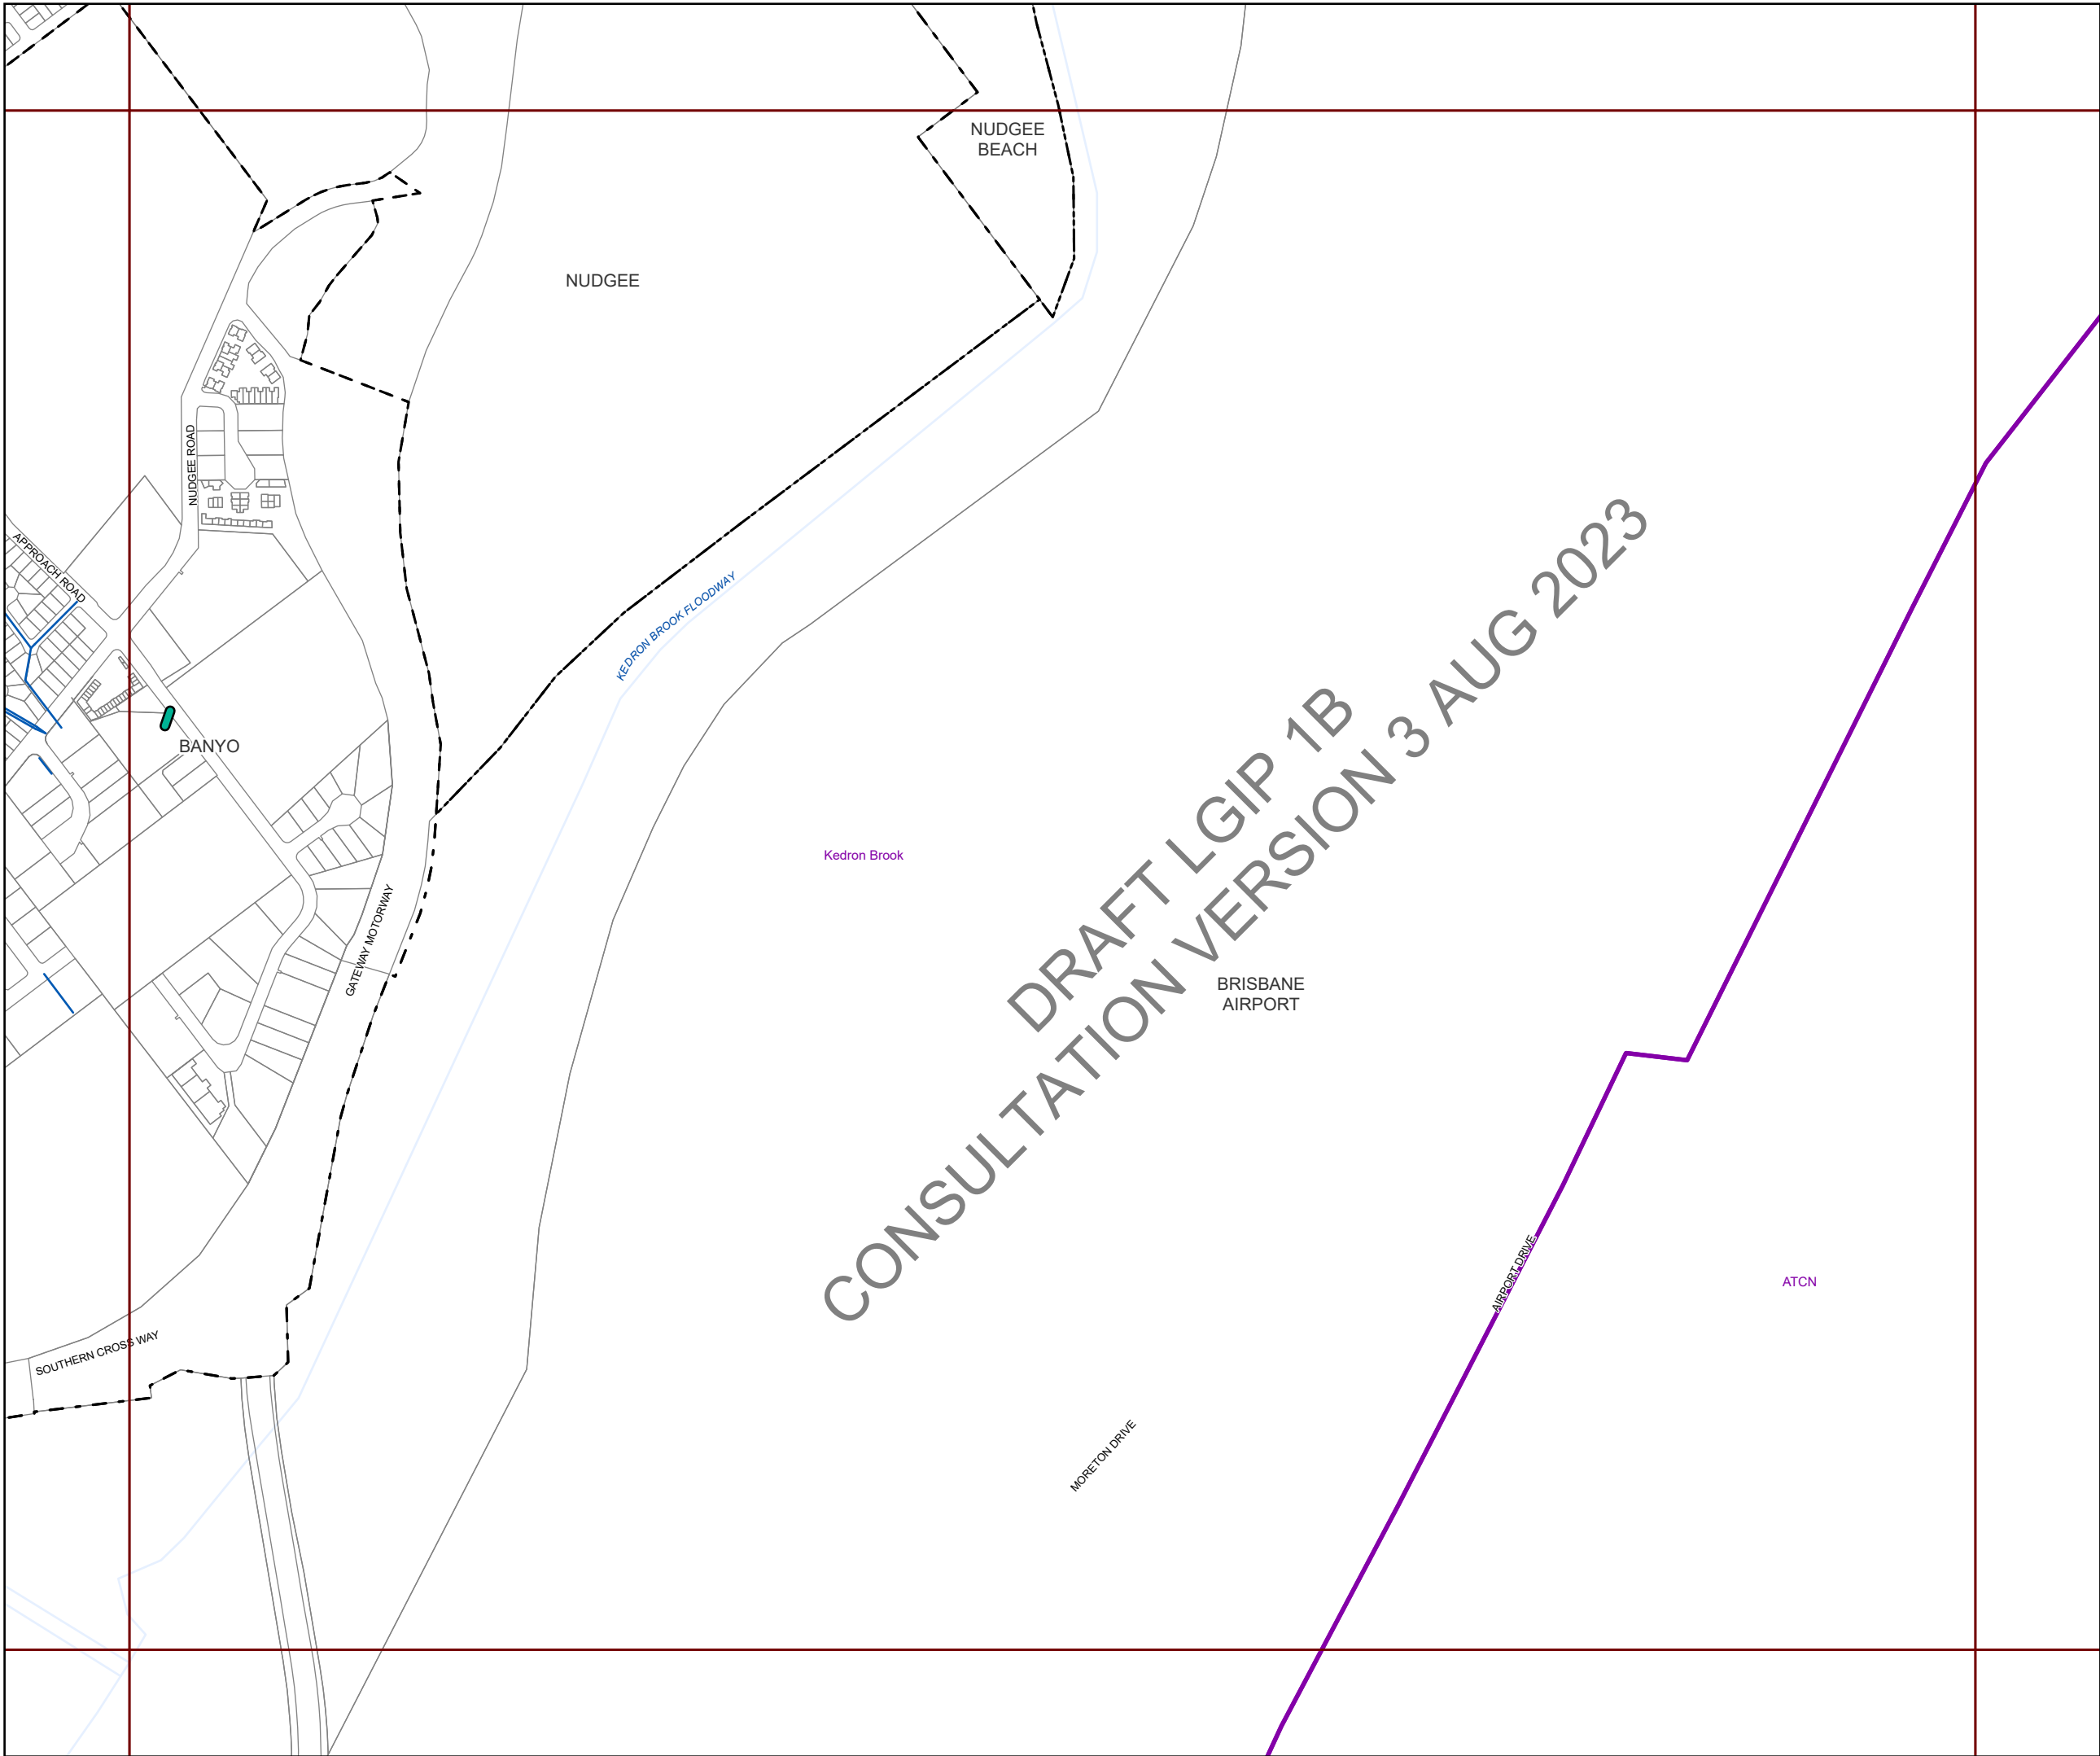 NUDGEE
BEACH
NUDGEE
NUDGEE ROAD
APPROACH ROAD
KEDRON BROOK FLOODWAY
BANYO
Kedron Brook
DRAFT LGIP 1B
CONSULTATION VERSION 3 AUG 2023
GATEWAY MOTORWAY
BRISBANE
AIRPORT
AIRPORT DRIVE
ATCN
SOUTHERN CROSS WAY
MORETON DRIVE